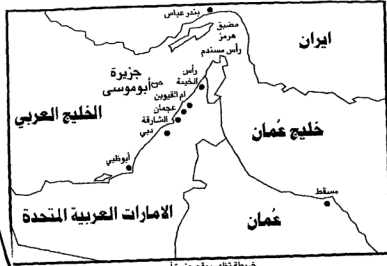 بندر عباس
مضيق
هرمز
رأس مسندم
ايران
جزيرة
أبوموسى
رأس
الخيمة
ام القيوين
عجمان
الشارقة
دبي
الخليج العربي
خليج عُمان
أبوظبي
مسقط
الامارات العربية المتحدة
عُمان